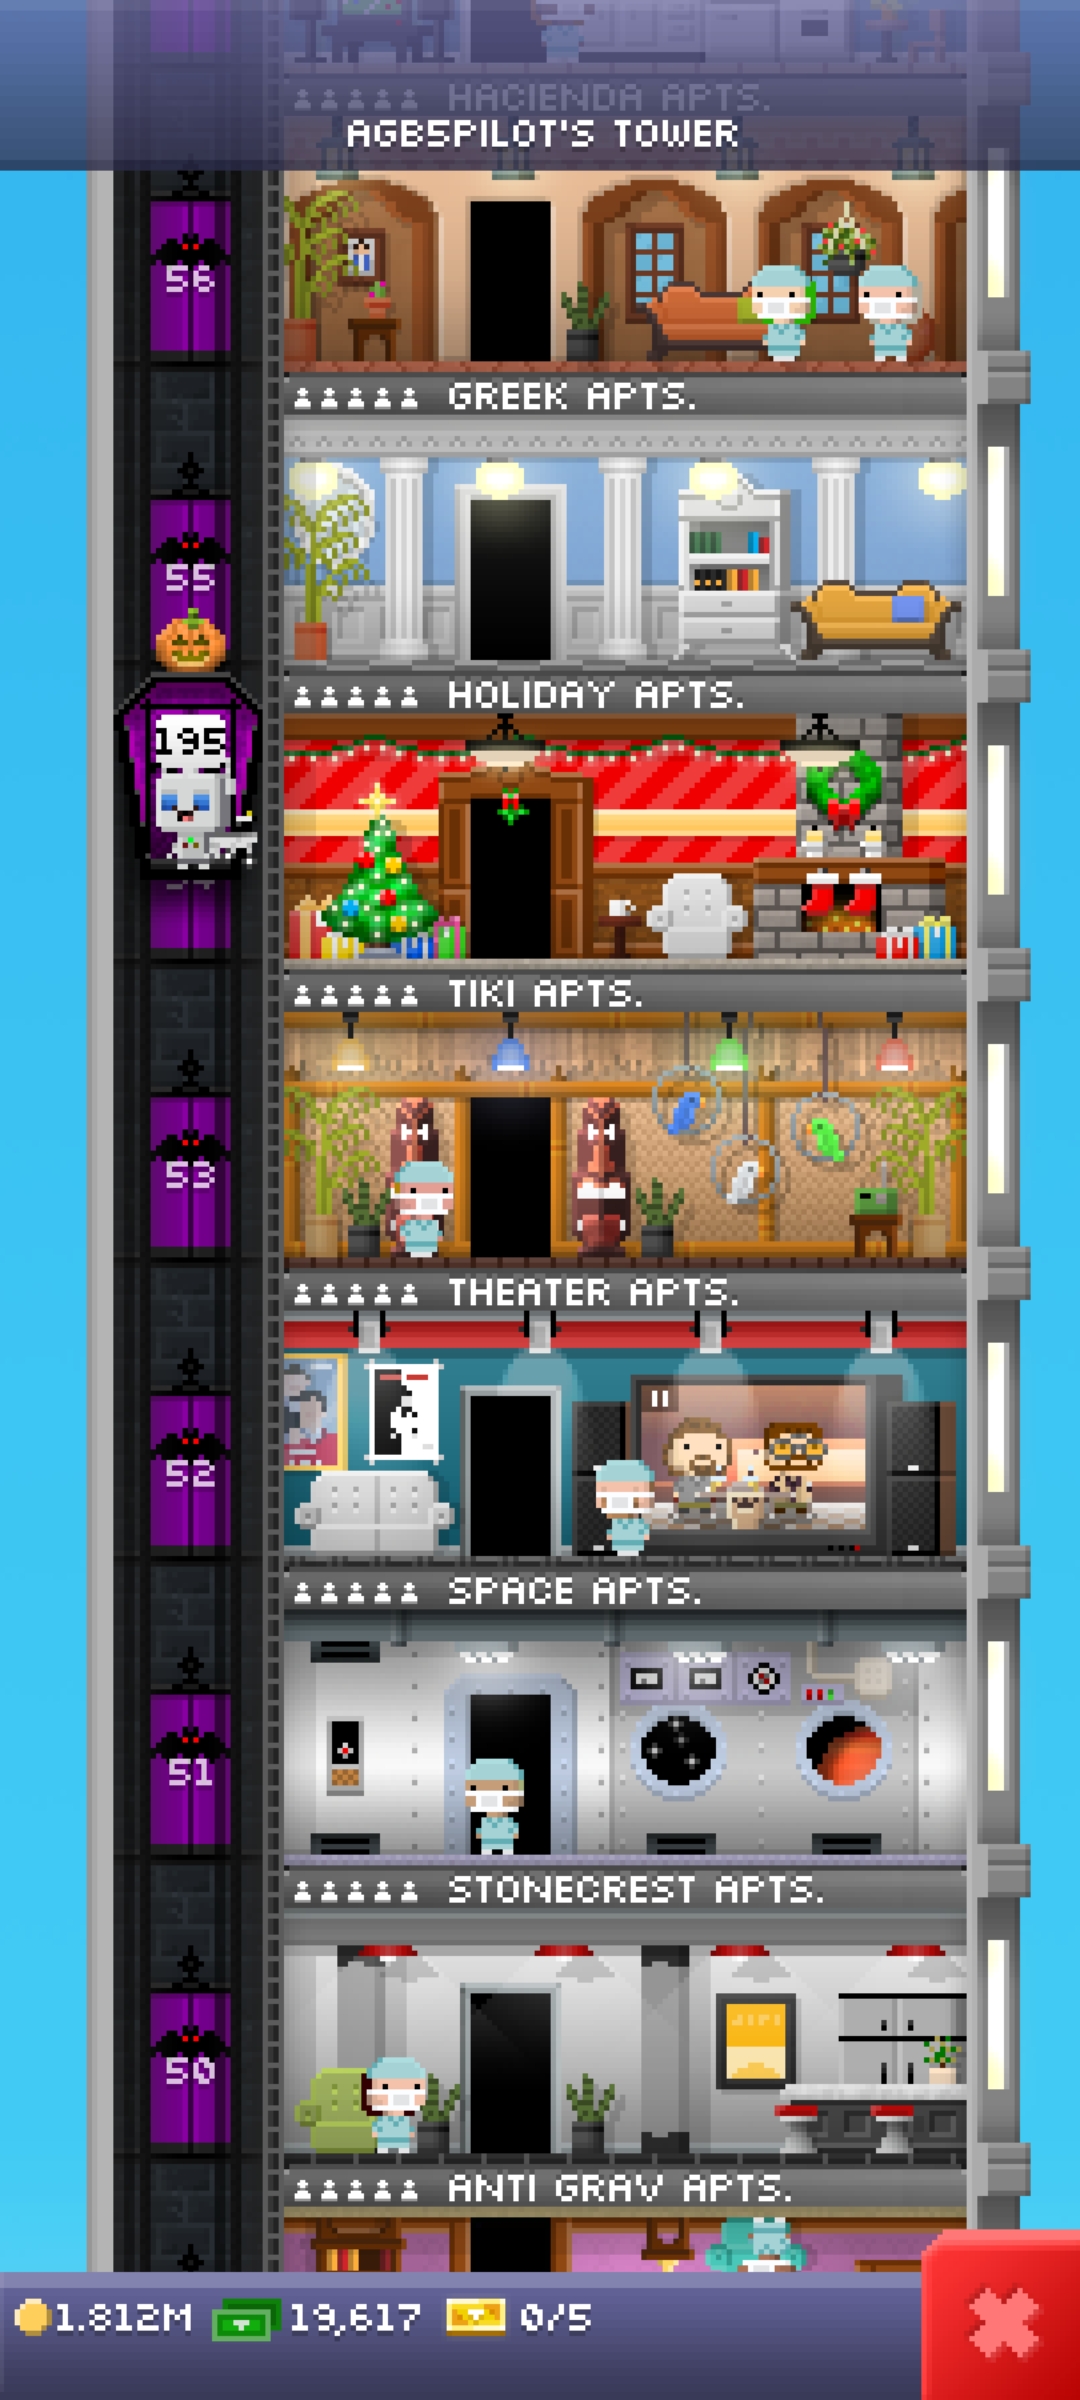 HACIENDA APTS.
AGB5PILOT'S TOWER
56
GREEK APTS.
55
HOLIDAY APTS.
195
TIKI APTS.
53
THEATER APTS.
52
SPACE APTS.
51
STONECREST APTS.
50
ANTI GRAV APTS.
1.812M 19,617 0/5